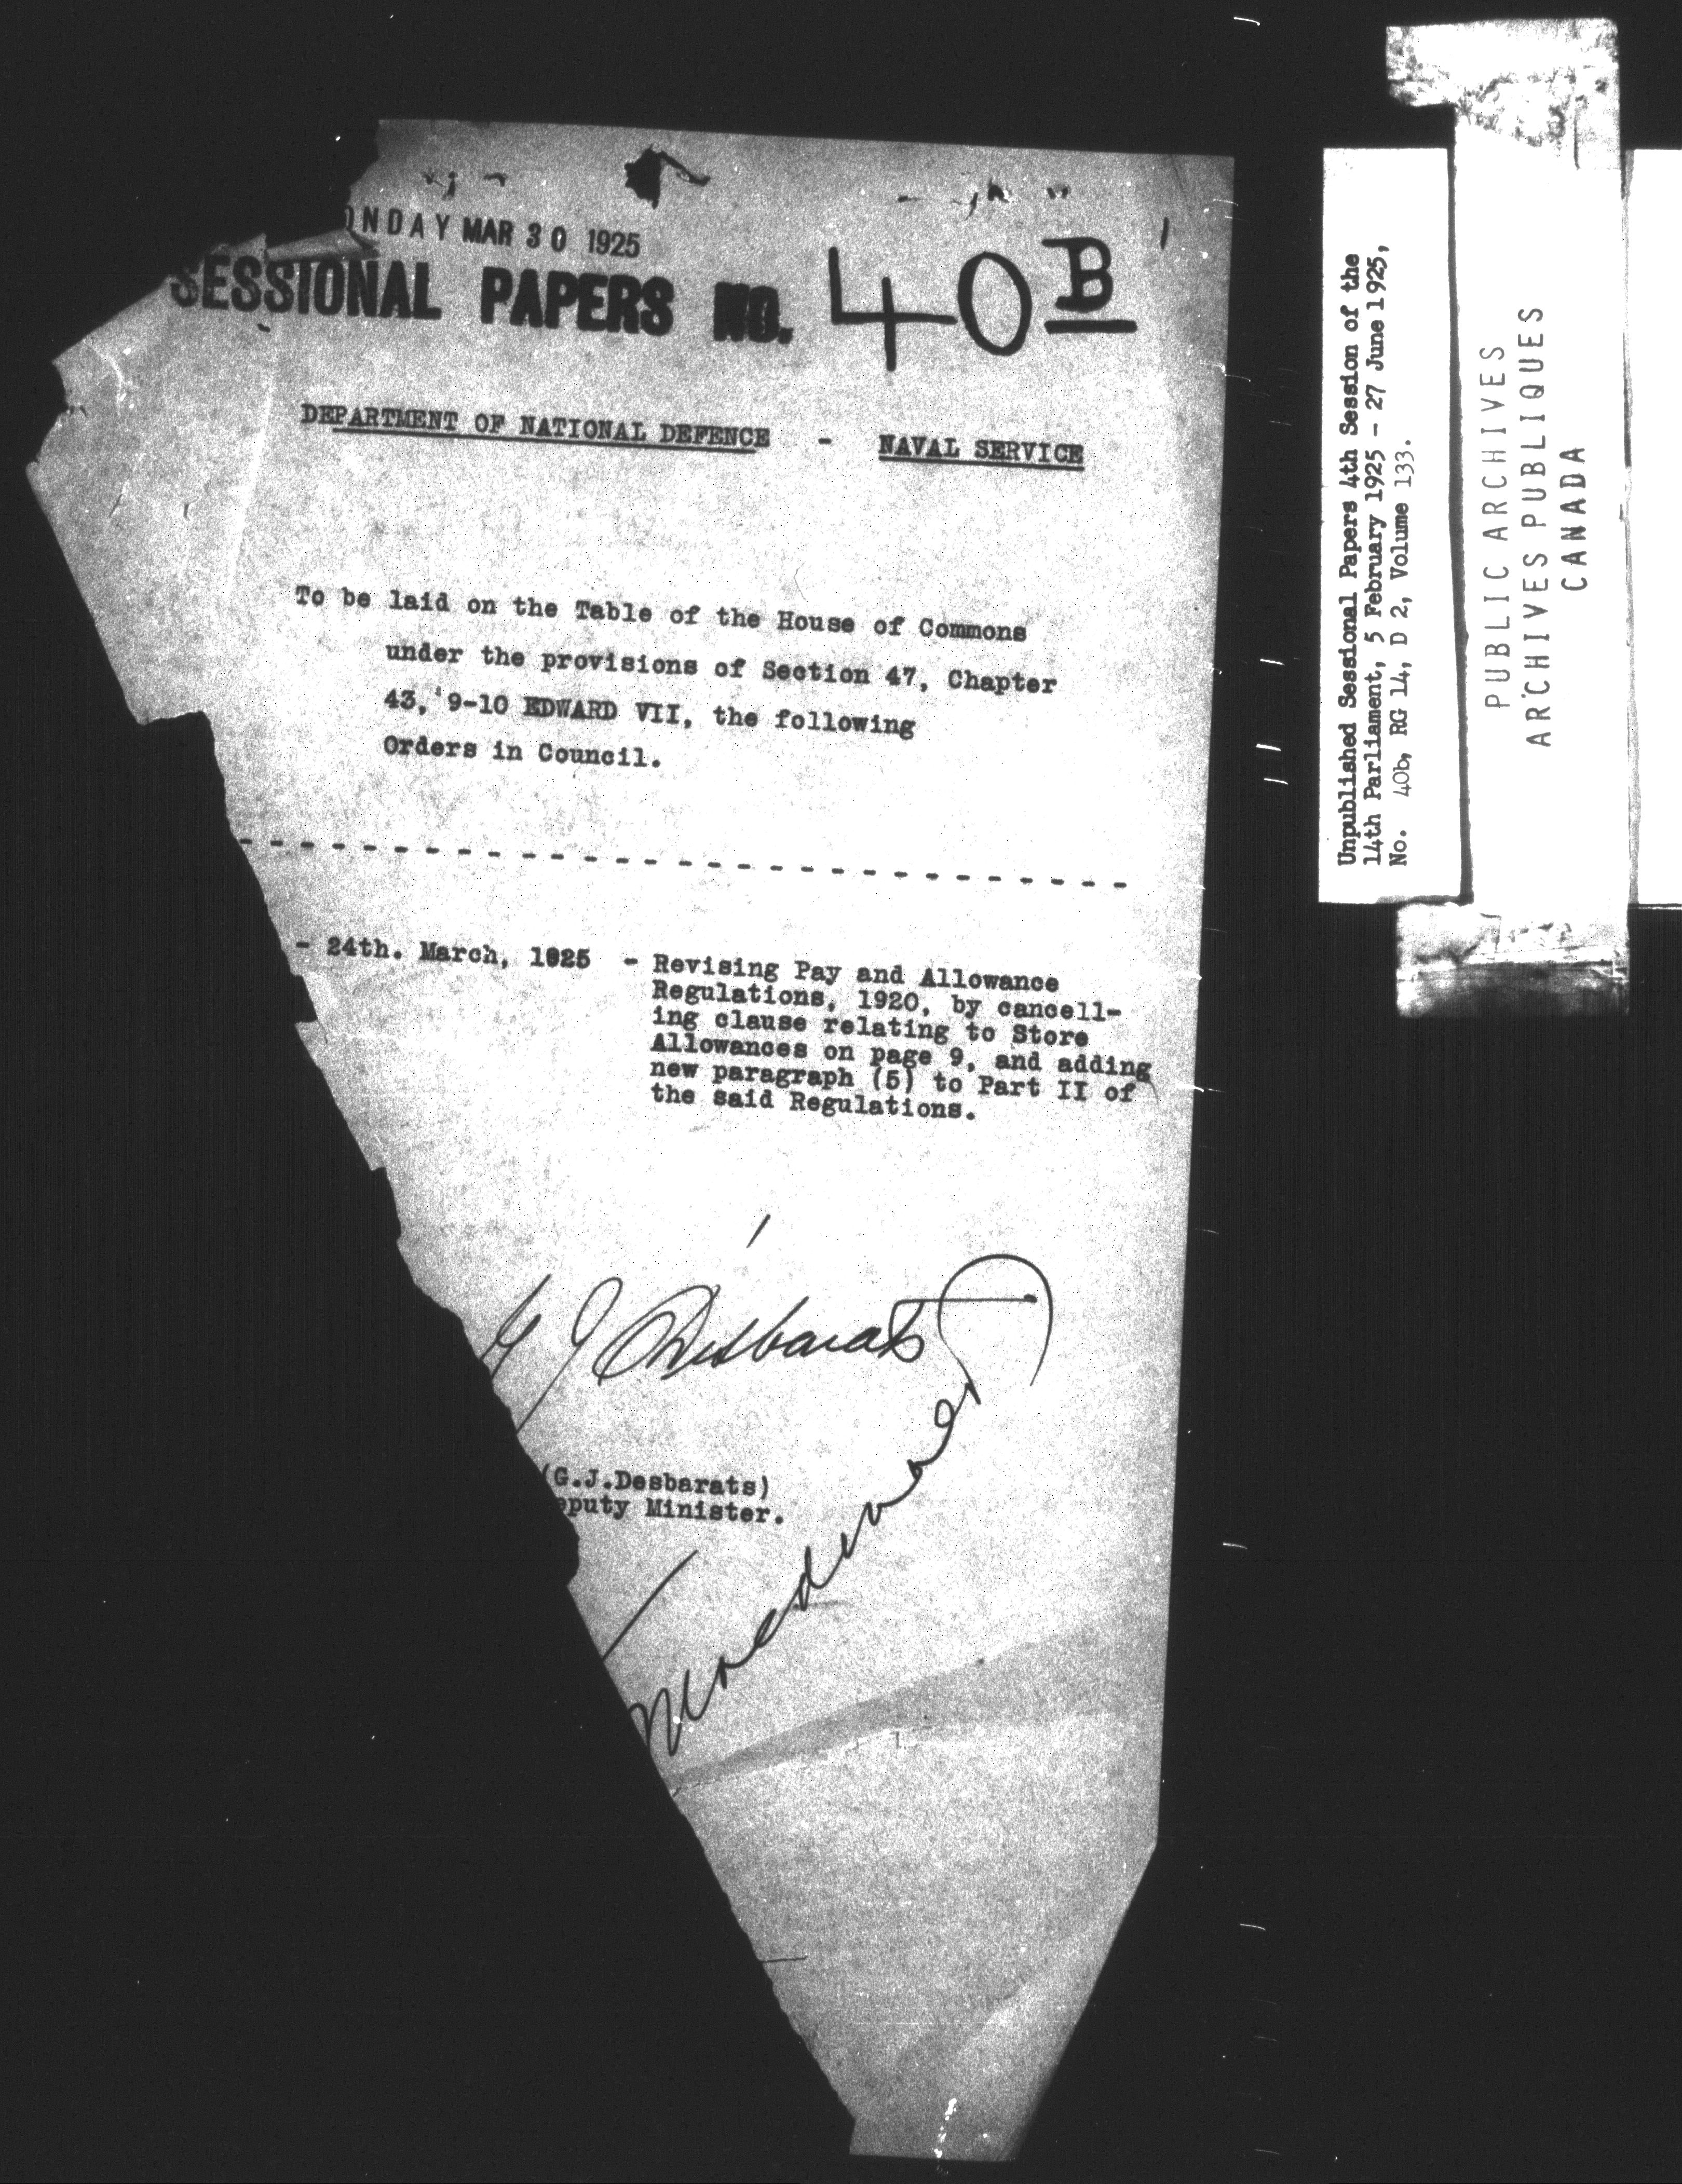 ONDAY MAR 30 1925
SESSIONAL PAPERS NO. 40B
DEPARTMENT OF NATIONAL DEFENCE - NAVAL SERVICE
To be laid on the Table of the House of Commons
under the provisions of Section 47, Chapter
43, 9-10 EDWARD VII, the following
Orders in Council.
- 24th. March, 1925 - Revising Pay and Allowance
Regulations, 1920, by cancell-
ing clause relating to Store
Allowances on page 9, and adding
new paragraph (5) to Part II of
the said Regulations.
G J Desbarats
(G.J.Desbarats)
eputy Minister.
Unpublished Sessional Papers 4th Session of the
14th Parliament, 5 February 1925 - 27 June 1925,
No. 40b, RG 14, D 2, Volume 133.
PUBLIC ARCHIVES
ARCHIVES PUBLIQUES
CANADA